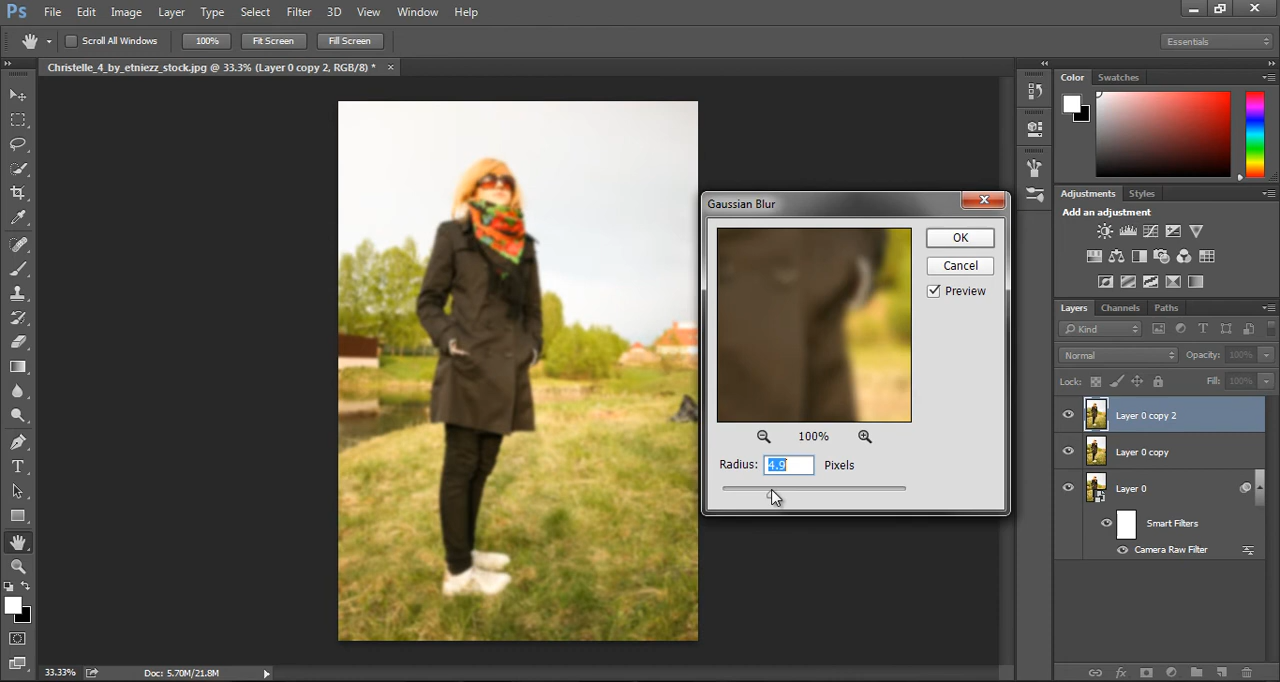 Ps File Edit Image Layer Type Select Filter 3D View Window Help
Scroll All Windows 100% Fit Screen Fill Screen Essentials
Christelle_4_by_etniezz_stock.jpg @ 33.3% (Layer 0 copy 2, RGB/8) *
Color Swatches
Gaussian Blur
OK
Cancel
Preview
100%
Radius: 4.9 Pixels
Adjustments Styles
Add an adjustment
Layers Channels Paths
Kind
Normal Opacity: 100%
Lock: Fill: 100%
Layer 0 copy 2
Layer 0 copy
Layer 0
Smart Filters
Camera Raw Filter
33.33% Doc: 5.70M/21.8M